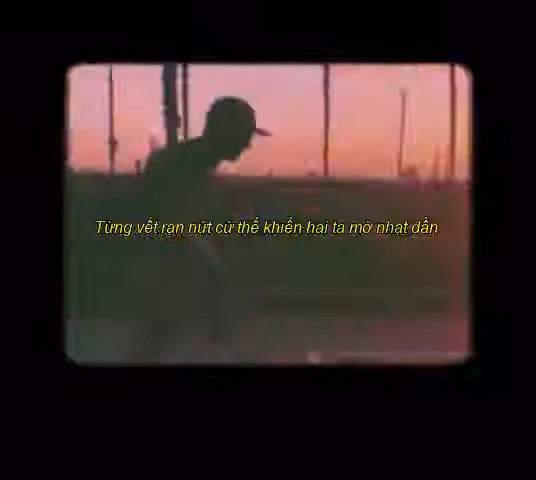 Từng vết rạn nứt cứ thế khiến hai ta mờ nhạt dần